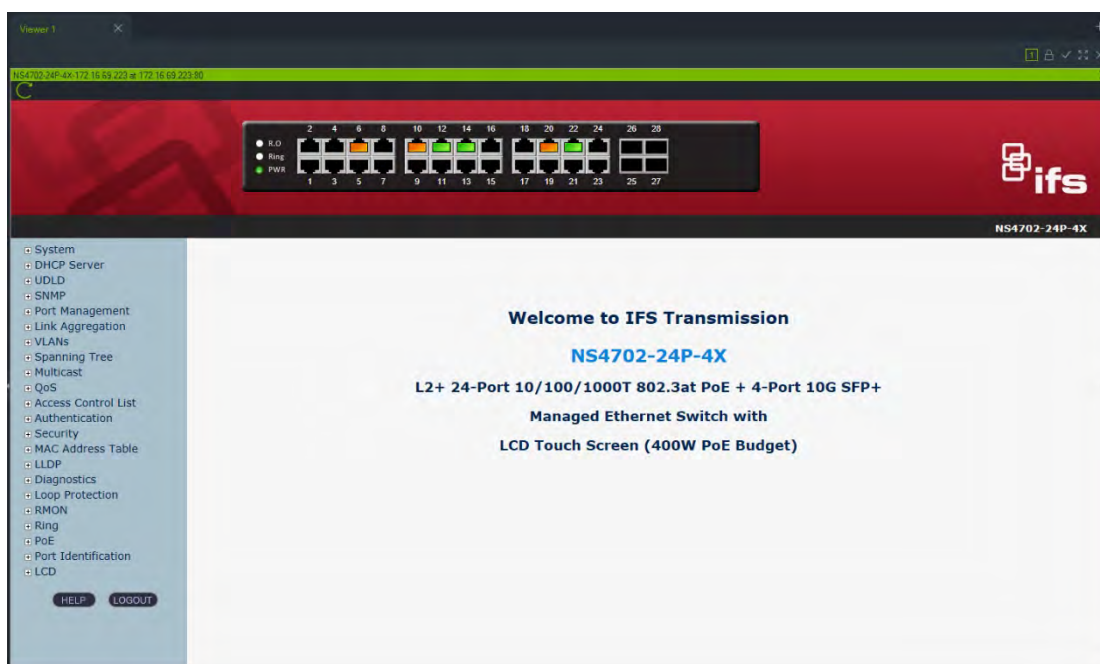 Viewer 1
NS4702-24P-4X-172.16.69.223 at 172.16.69.223:80
2 4 6 8 10 12 14 16 18 20 22 24 26 28
R.O
Ring
PWR
1 3 5 7 9 11 13 15 17 19 21 23 25 27
ifs
NS4702-24P-4X
System
DHCP Server
UDLD
SNMP
Port Management
Link Aggregation
VLANs
Spanning Tree
Multicast
QoS
Access Control List
Authentication
Security
MAC Address Table
LLDP
Diagnostics
Loop Protection
RMON
Ring
PoE
Port Identification
LCD
HELP LOGOUT
Welcome to IFS Transmission
NS4702-24P-4X
L2+ 24-Port 10/100/1000T 802.3at PoE + 4-Port 10G SFP+
Managed Ethernet Switch with
LCD Touch Screen (400W PoE Budget)